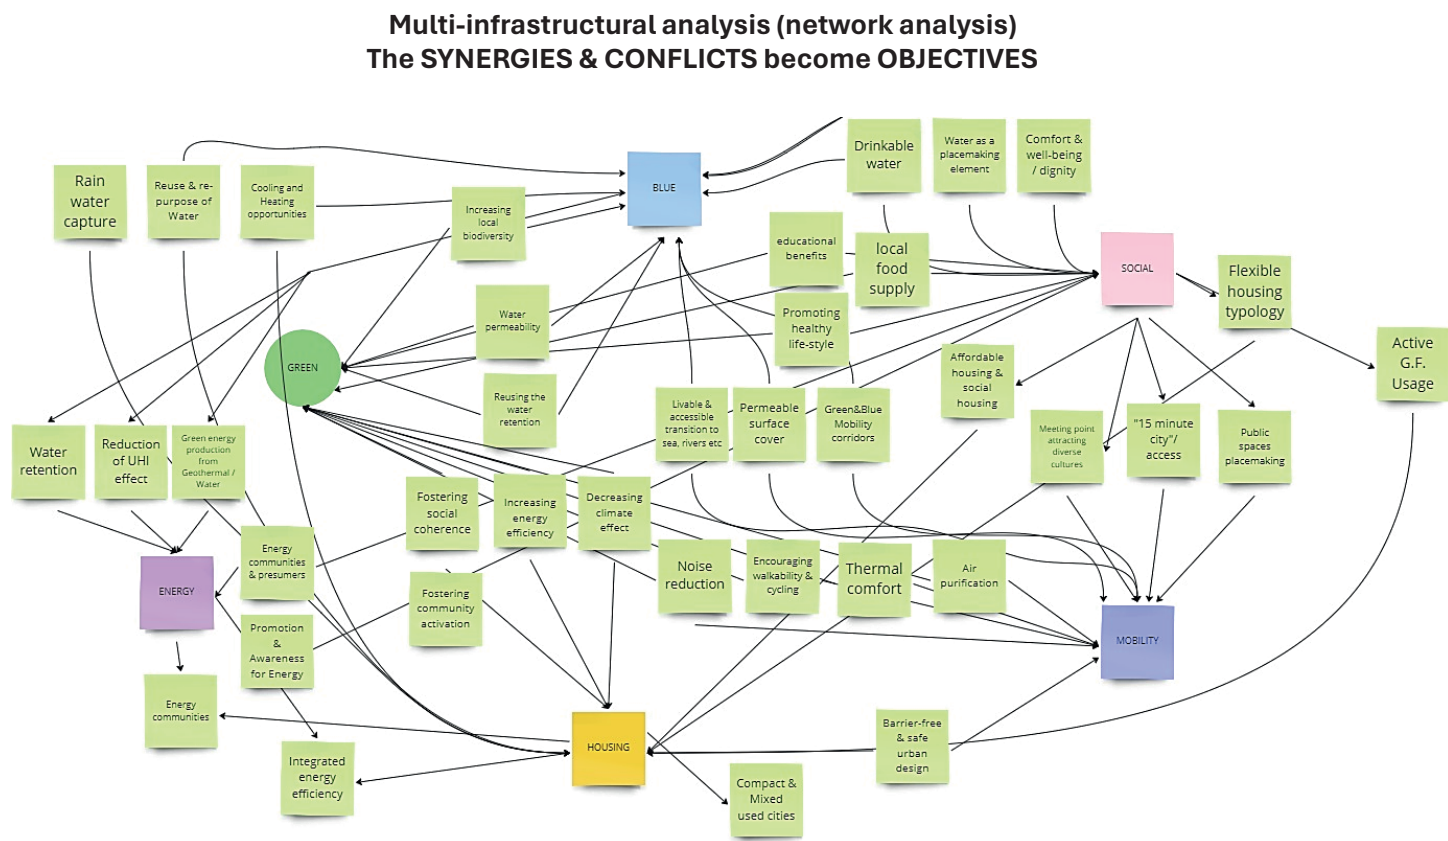 Multi-infrastructural analysis (network analysis)
The SYNERGIES & CONFLICTS become OBJECTIVES
Rain
water
capture
Reuse & re-
purpose of
Water
Cooling and
Heating
opportunities
Increasing
local
biodiversity
BLUE
Drinkable
water
Water as a
placemaking
element
Comfort &
well-being
/ dignity
educational
benefits
local
food
supply
SOCIAL
Flexible
housing
typology
Water
permeability
Promoting
healthy
life-style
GREEN
Active
G.F.
Usage
Affordable
housing &
social
housing
Reusing the
water
retention
Livable &
accessible
transition to
sea, rivers etc
Permeable
surface
cover
Green&Blue
Mobility
corridors
Meeting point
attracting
diverse
cultures
"15 minute
city"/
access
Public
spaces
placemaking
Water
retention
Reduction
of UHI
effect
Green energy
production
from
Geothermal /
Water
Fostering
social
coherence
Increasing
energy
efficiency
Decreasing
climate
effect
Energy
communities
& presumers
Noise
reduction
Encouraging
walkability &
cycling
Thermal
comfort
Air
purification
ENERGY
Fostering
community
activation
MOBILITY
Promotion
&
Awareness
for Energy
Energy
communities
HOUSING
Barrier-free
& safe
urban
design
Integrated
energy
efficiency
Compact &
Mixed
used cities